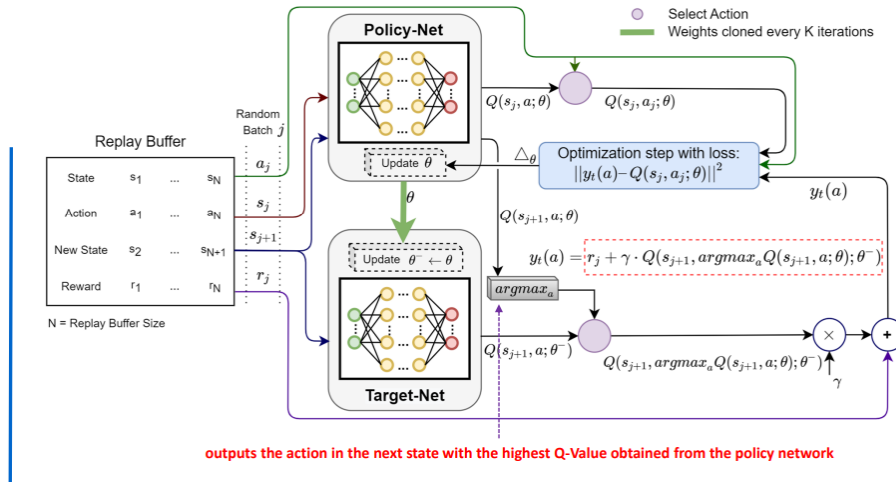 Select Action
Weights cloned every K iterations
Policy-Net
Q(s_j, a; θ)
Q(s_j, a_j; θ)
Random
Batch j
Replay Buffer
State s_1 ... s_N
Action a_1 ... a_N
New State s_2 ... s_{N+1}
Reward r_1 ... r_N
N = Replay Buffer Size
a_j
s_j
s_{j+1}
r_j
Update θ
△_θ
Optimization step with loss:
||y_t(a)−Q(s_j, a_j; θ)||^2
y_t(a)
θ
Q(s_{j+1}, a; θ)
Update θ^− ← θ
y_t(a) = r_j + γ · Q(s_{j+1}, argmax_a Q(s_{j+1}, a; θ); θ^−)
argmax_a
Q(s_{j+1}, a; θ^−)
Q(s_{j+1}, argmax_a Q(s_{j+1}, a; θ); θ^−)
×
+
γ
Target-Net
outputs the action in the next state with the highest Q-Value obtained from the policy network